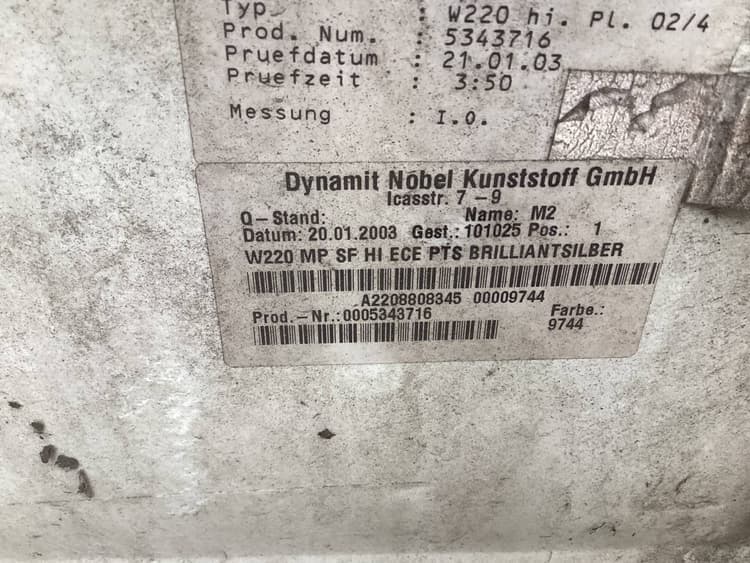 Typ : W220 hi. Pl. 02/4
Prod. Num. : 5343716
Pruefdatum : 21.01.03
Pruefzeit : 3:50
Messung : I.O.
Dynamit Nobel Kunststoff GmbH
Icasstr. 7-9
Q-Stand: Name: M2
Datum: 20.01.2003 Gest.: 101025 Pos.: 1
W220 MP SF HI ECE PTS BRILLIANTSILBER
A2208808345 00009744
Prod.-Nr.:0005343716 Farbe.:
9744